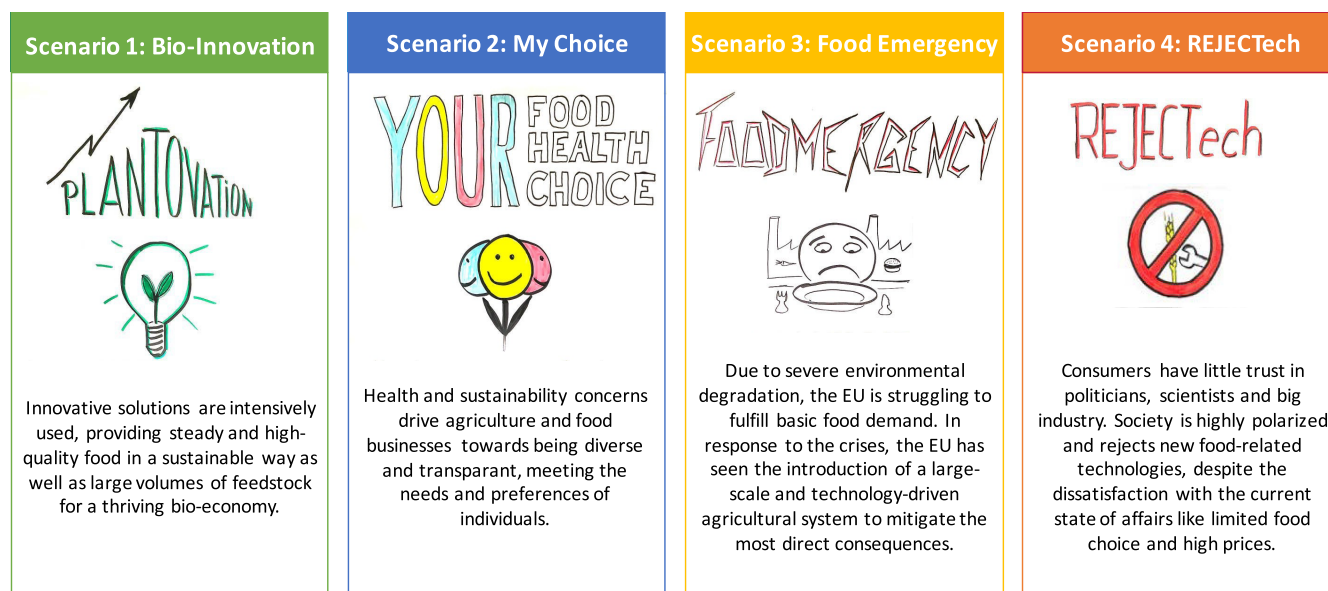 Scenario 1: Bio-Innovation
PLANTOVATiON
Innovative solutions are intensively
used, providing steady and high-
quality food in a sustainable way as
well as large volumes of feedstock
for a thriving bio-economy.
Scenario 2: My Choice
YOUR
FOOD
HEALTH
CHOICE
Health and sustainability concerns
drive agriculture and food
businesses towards being diverse
and transparant, meeting the
needs and preferences of
individuals.
Scenario 3: Food Emergency
FOODMERGENCY
Due to severe environmental
degradation, the EU is struggling to
fulfill basic food demand. In
response to the crises, the EU has
seen the introduction of a large-
scale and technology-driven
agricultural system to mitigate the
most direct consequences.
Scenario 4: REJECTech
REJECTech
Consumers have little trust in
politicians, scientists and big
industry. Society is highly polarized
and rejects new food-related
technologies, despite the
dissatisfaction with the current
state of affairs like limited food
choice and high prices.